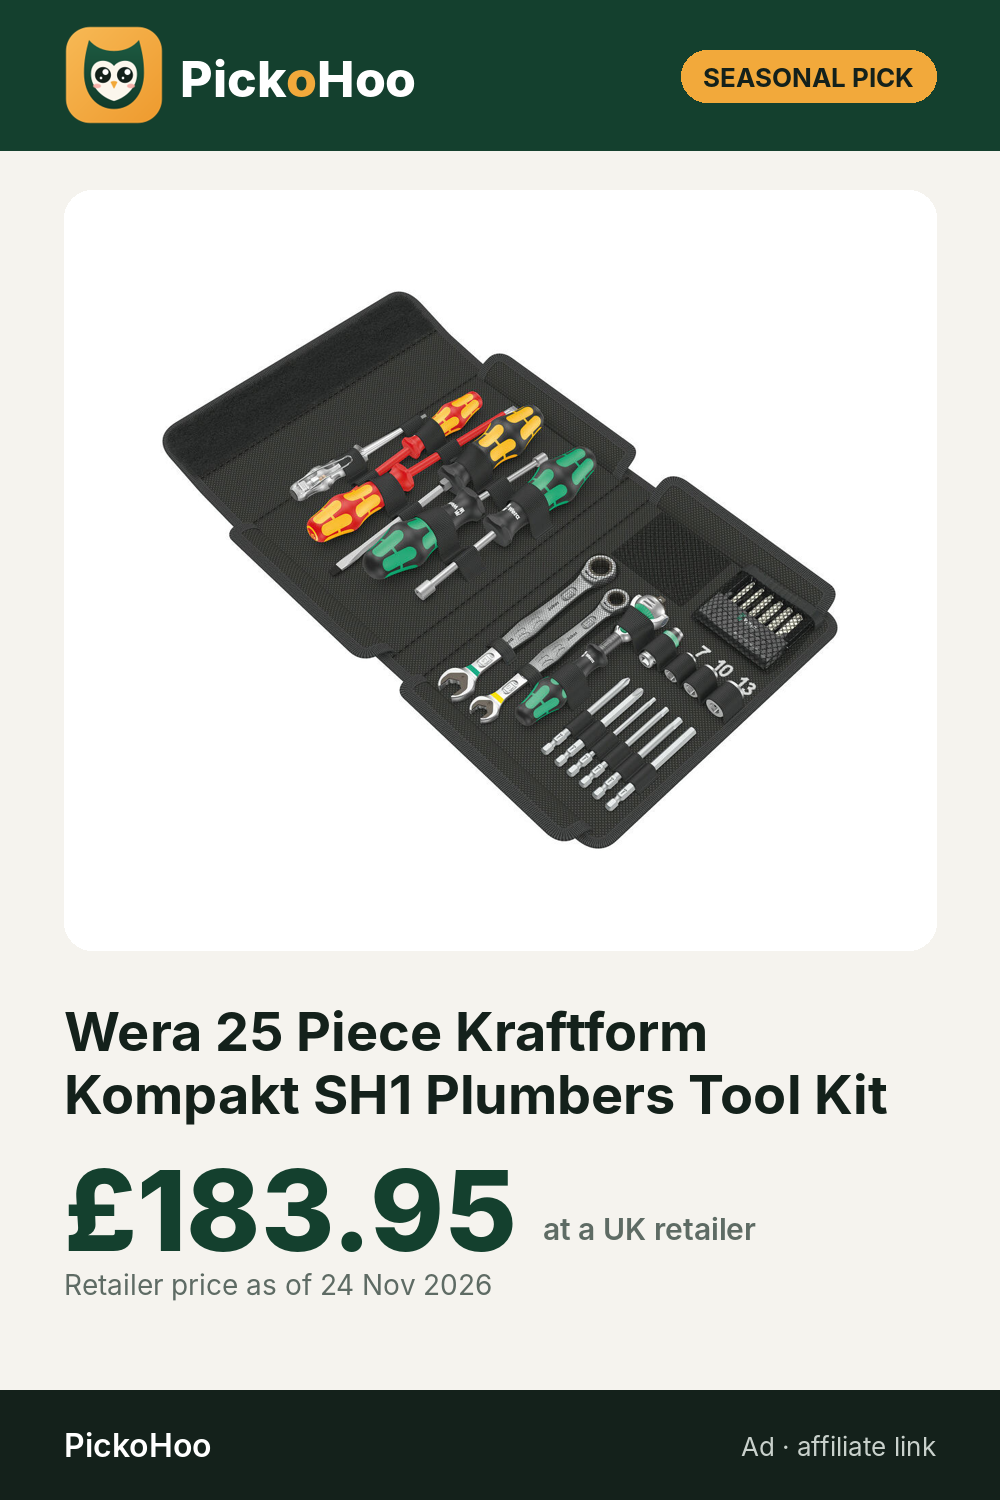 PickoHoo
SEASONAL PICK
7 10 13
Wera 25 Piece Kraftform
Kompakt SH1 Plumbers Tool Kit
£183.95 at a UK retailer
Retailer price as of 24 Nov 2026
PickoHoo
Ad · affiliate link